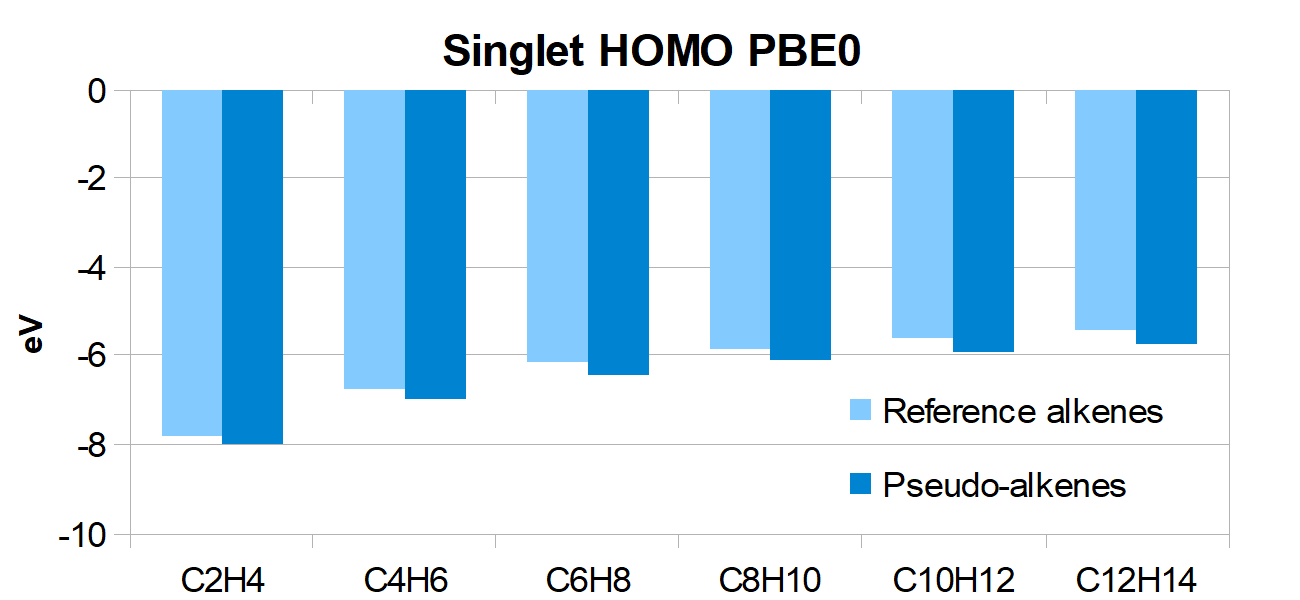 Singlet HOMO PBE0
0
-2
-4
-6
-8
-10
eV
Reference alkenes
Pseudo-alkenes
C2H4 C4H6 C6H8 C8H10 C10H12 C12H14